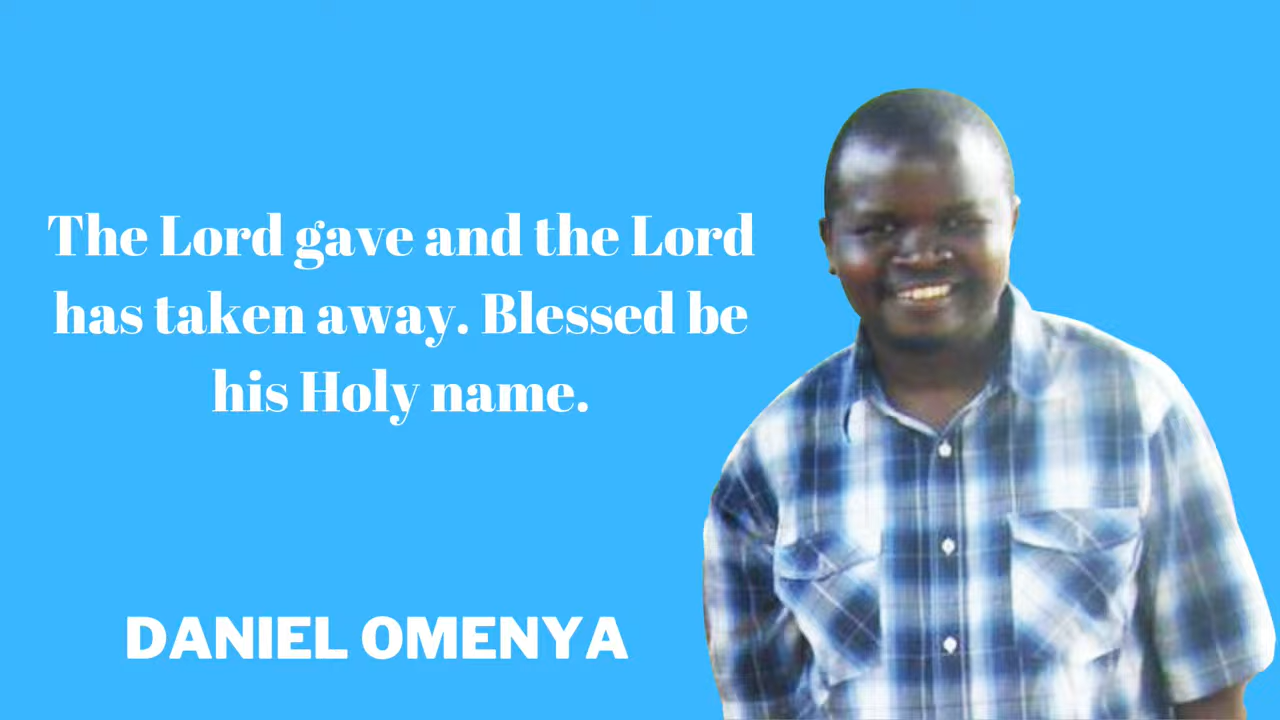 The Lord gave and the Lord
has taken away. Blessed be
his Holy name.
DANIEL OMENYA